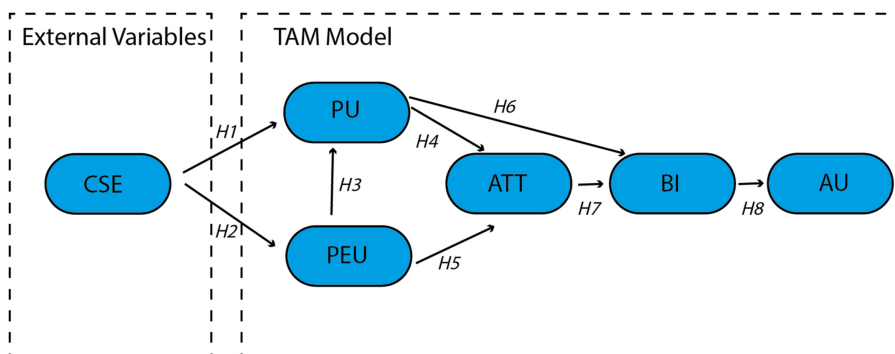 External Variables
TAM Model
PU
H6
H1
H4
CSE
H3
ATT
BI
AU
H7
H8
H2
PEU
H5